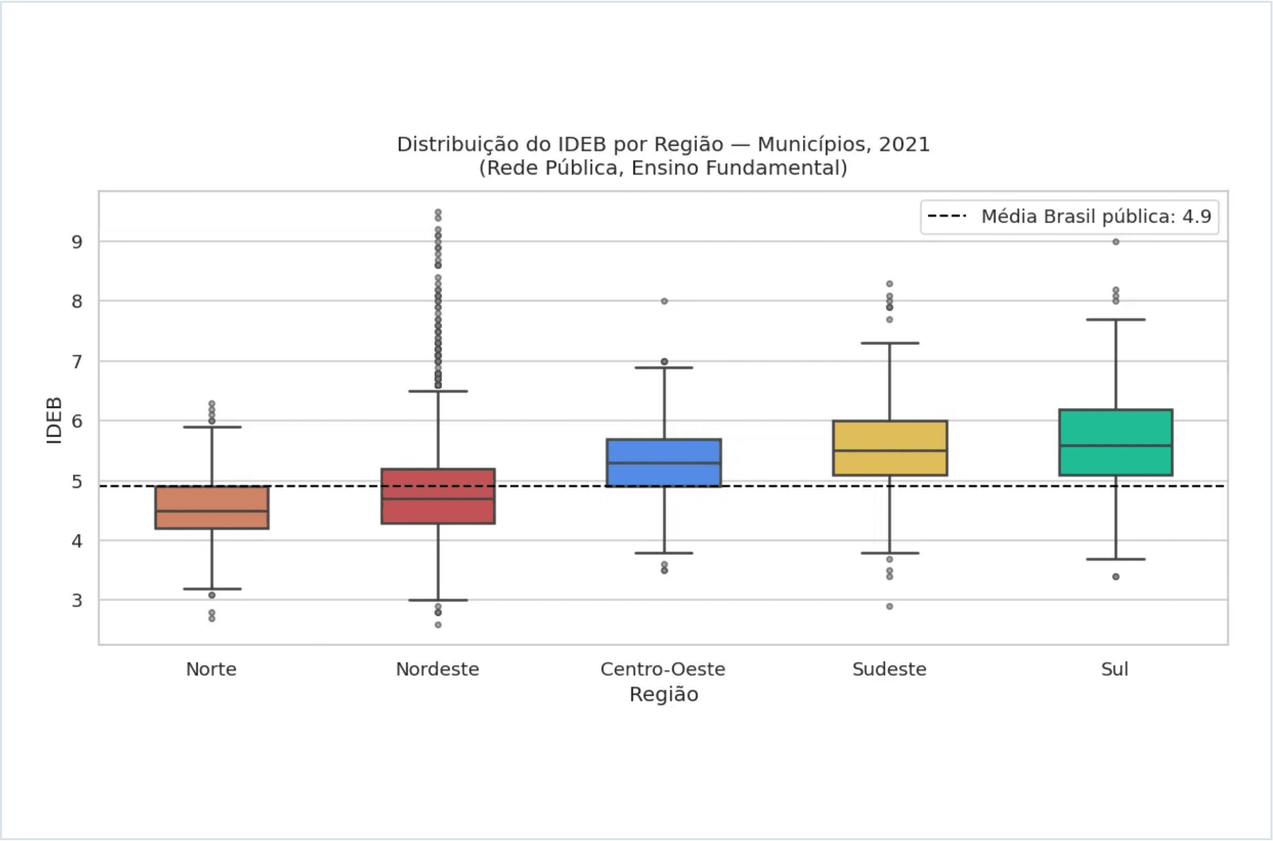 Distribuição do IDEB por Região — Municípios, 2021
(Rede Pública, Ensino Fundamental)
Média Brasil pública: 4.9
9
8
7
6
5
4
3
IDEB
Norte
Nordeste
Centro-Oeste
Sudeste
Sul
Região